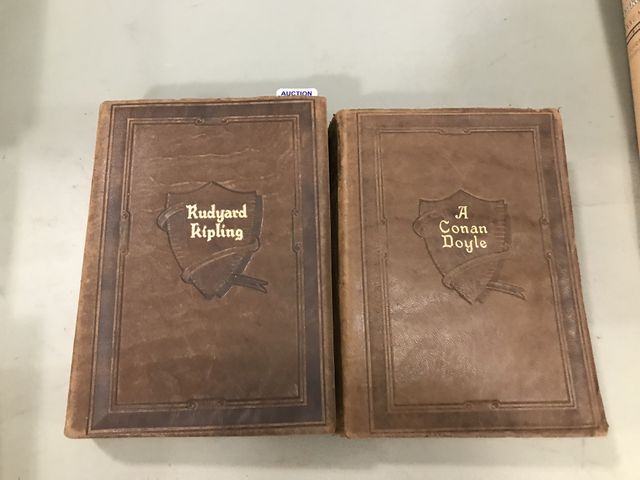 AUCTION
Rudyard
Kipling
A
Conan
Doyle